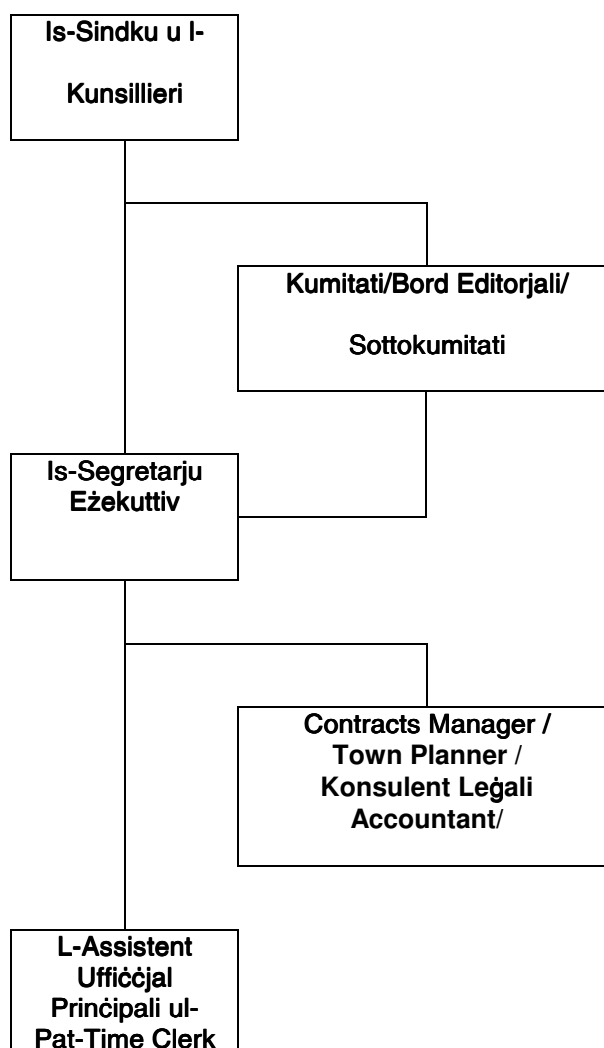 Is-Sindku u l-
Kunsillieri
Kumitati/Bord Editorjali/
Sottokumitati
Is-Segretarju
Eżekuttiv
Contracts Manager /
Town Planner /
Konsulent Leġali
Accountant/
L-Assistent
Uffiċċjal
Prinċipali ul-
Pat-Time Clerk